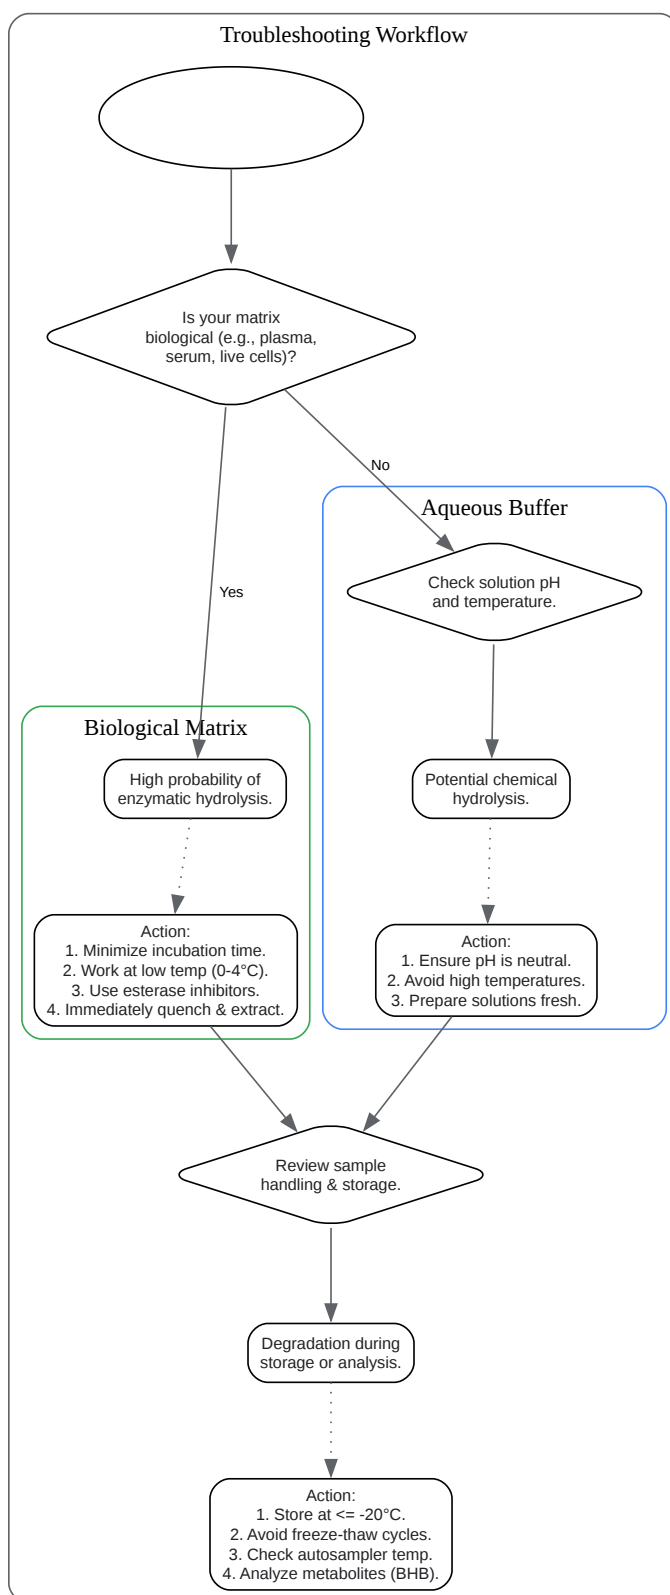 Troubleshooting Workflow
Is your matrix
biological (e.g., plasma,
serum, live cells)?
No
Aqueous Buffer
Check solution pH
and temperature.
Yes
Biological Matrix
High probability of
enzymatic hydrolysis.
Potential chemical
hydrolysis.
Action:
1. Minimize incubation time.
2. Work at low temp (0-4°C).
3. Use esterase inhibitors.
4. Immediately quench & extract.
Action:
1. Ensure pH is neutral.
2. Avoid high temperatures.
3. Prepare solutions fresh.
Review sample
handling & storage.
Degradation during
storage or analysis.
Action:
1. Store at <= -20°C.
2. Avoid freeze-thaw cycles.
3. Check autosampler temp.
4. Analyze metabolites (BHB).